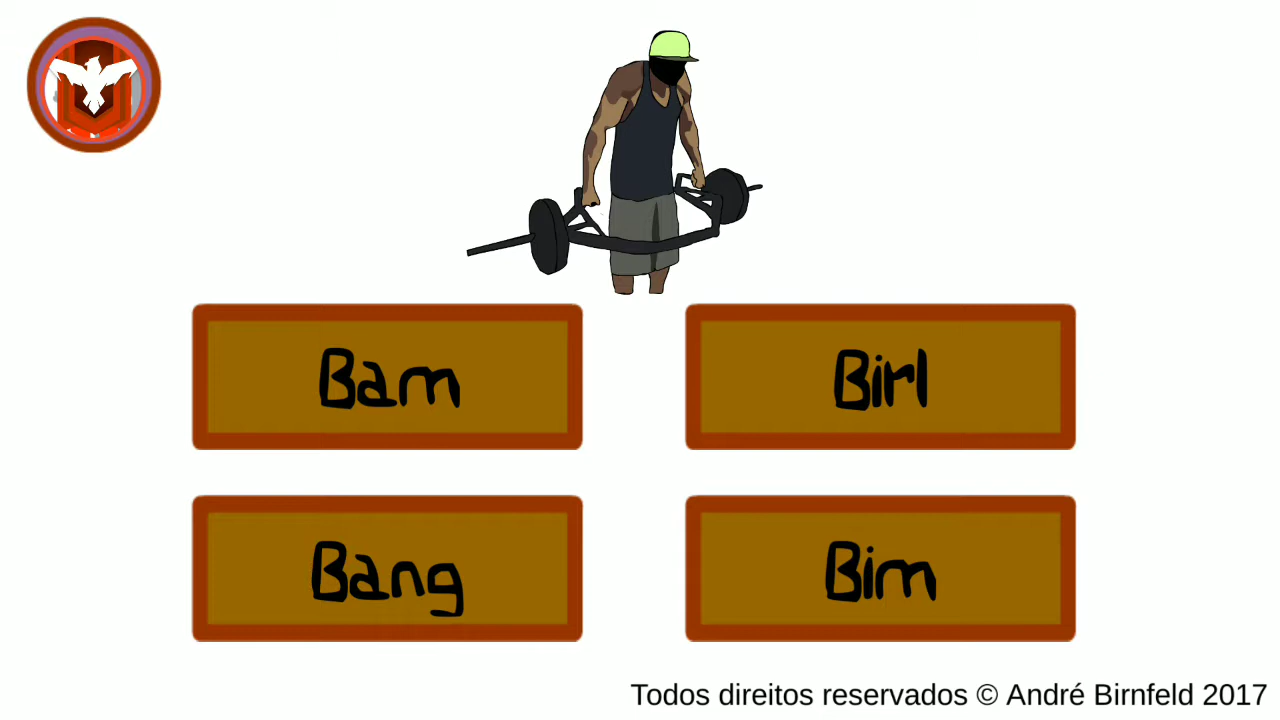 Bam
Birl
Bang
Bim
Todos direitos reservados © André Birnfeld 2017